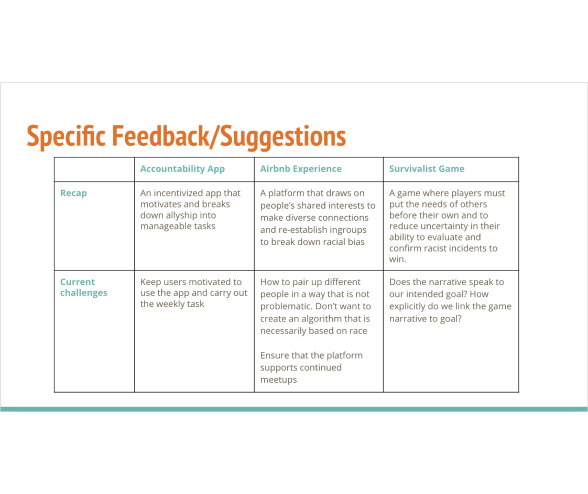 Specific Feedback/Suggestions
Accountability App
Airbnb Experience
Survivalist Game
Recap
An incentivized app that
motivates and breaks
down allyship into
manageable tasks
A platform that draws on
people's shared interests to
make diverse connections
and re-establish ingroups
to break down racial bias
A game where players must
put the needs of others
before their own and to
reduce uncertainty in their
ability to evaluate and
confirm racist incidents to
win.
Current
challenges
Keep users motivated to
use the app and carry out
the weekly task
How to pair up different
people in a way that is not
problematic. Don't want to
create an algorithm that is
necessarily based on race
Ensure that the platform
supports continued
meetups
Does the narrative speak to
our intended goal? How
explicitly do we link the game
narrative to goal?